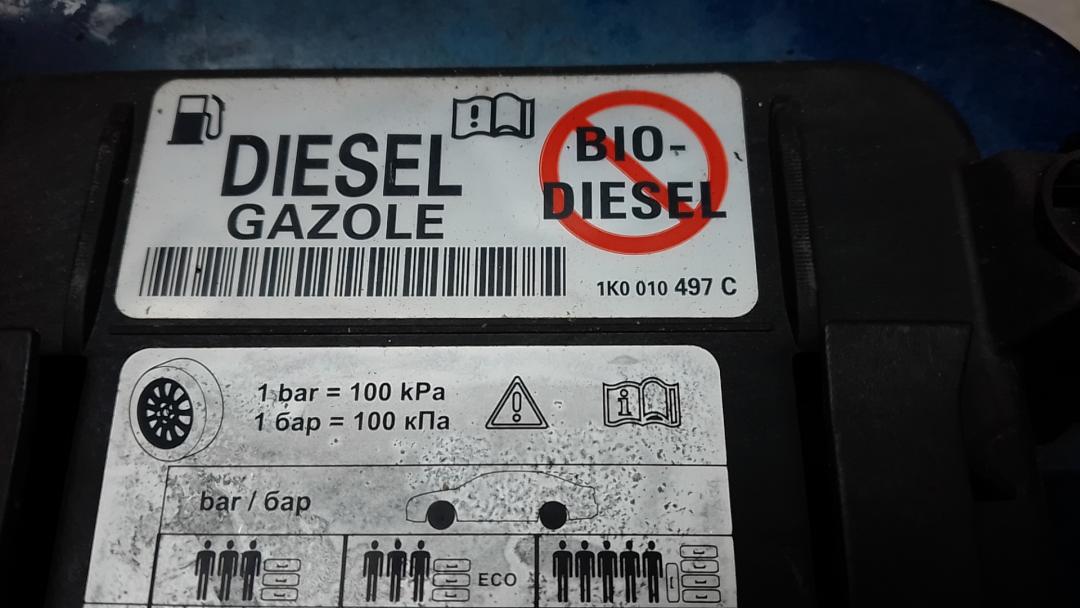 DIESEL
GAZOLE
BIO-
DIESEL
1K0 010 497 C
1 bar = 100 kPa
1 бар = 100 кПа
bar / бар
ECO